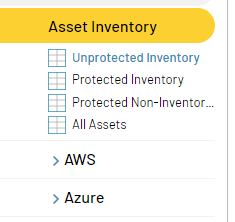 Asset Inventory
Unprotected Inventory
Protected Inventory
Protected Non-Inventor...
All Assets
AWS
Azure